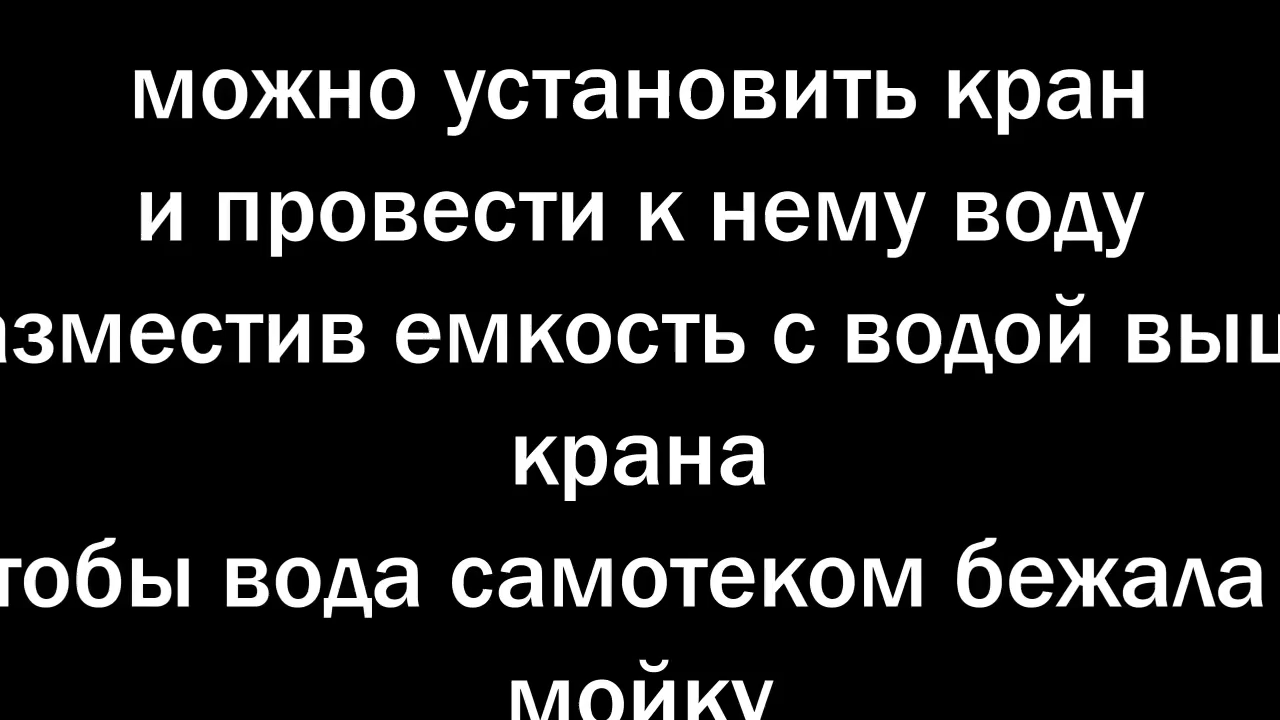 можно установить кран
и провести к нему воду
азместив емкость с водой выш
крана
тобы вода самотеком бежала
мойку